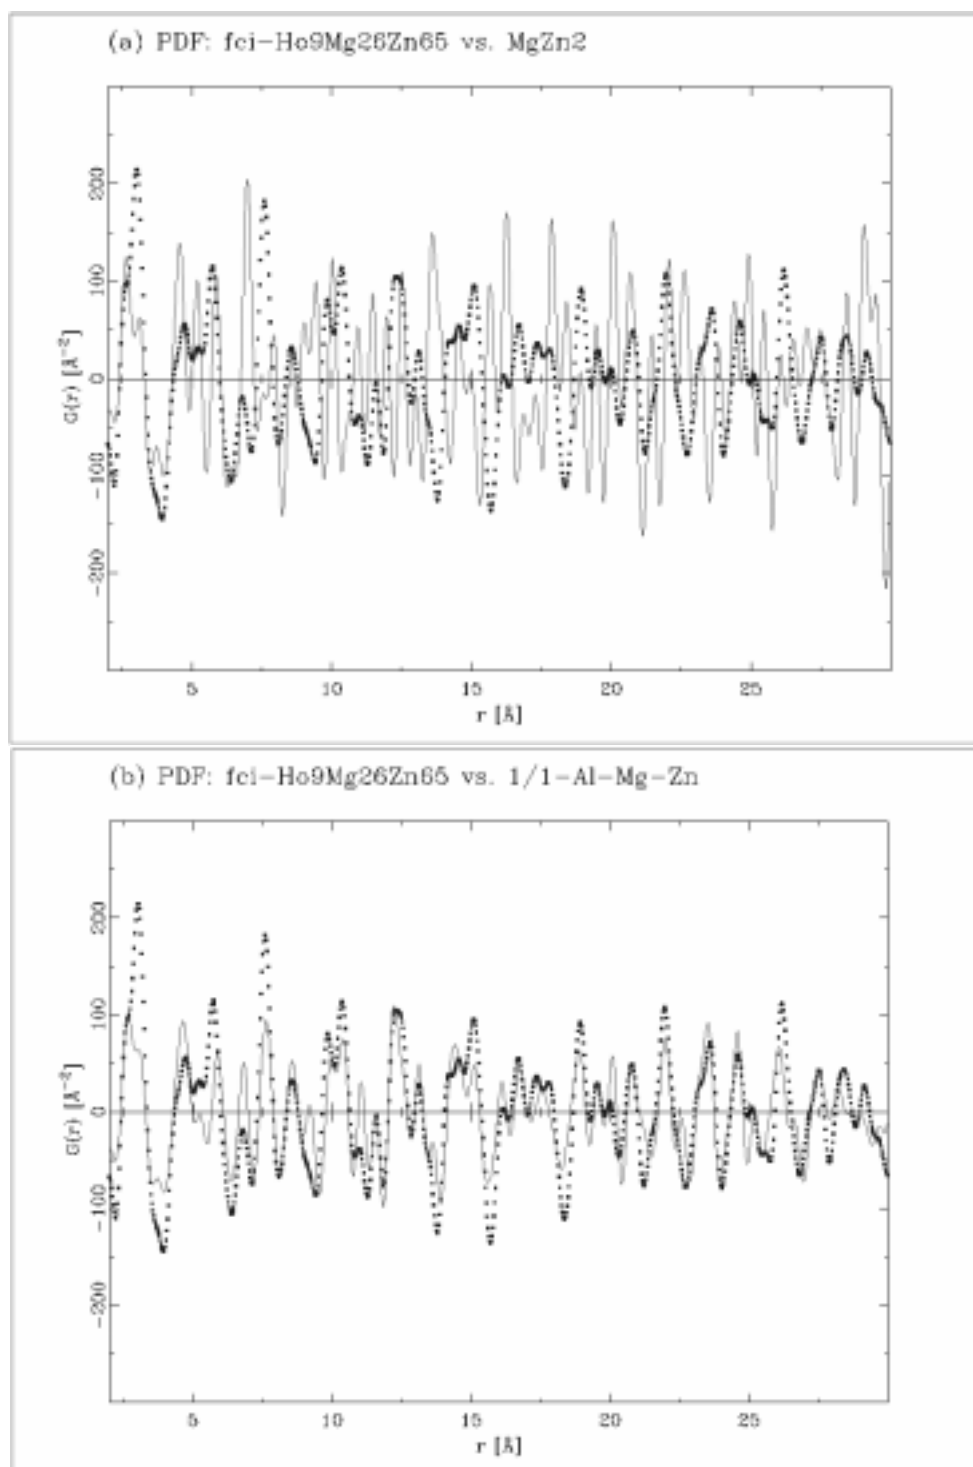 (a) PDF: fci-Ho9Mg26Zn65 vs. MgZn2
G(r) [Å⁻²]
200
100
0
-100
-200
5 10 15 20 25
r [Å]
(b) PDF: fci-Ho9Mg26Zn65 vs. 1/1-Al-Mg-Zn
G(r) [Å⁻²]
200
100
0
-100
-200
5 10 15 20 25
r [Å]